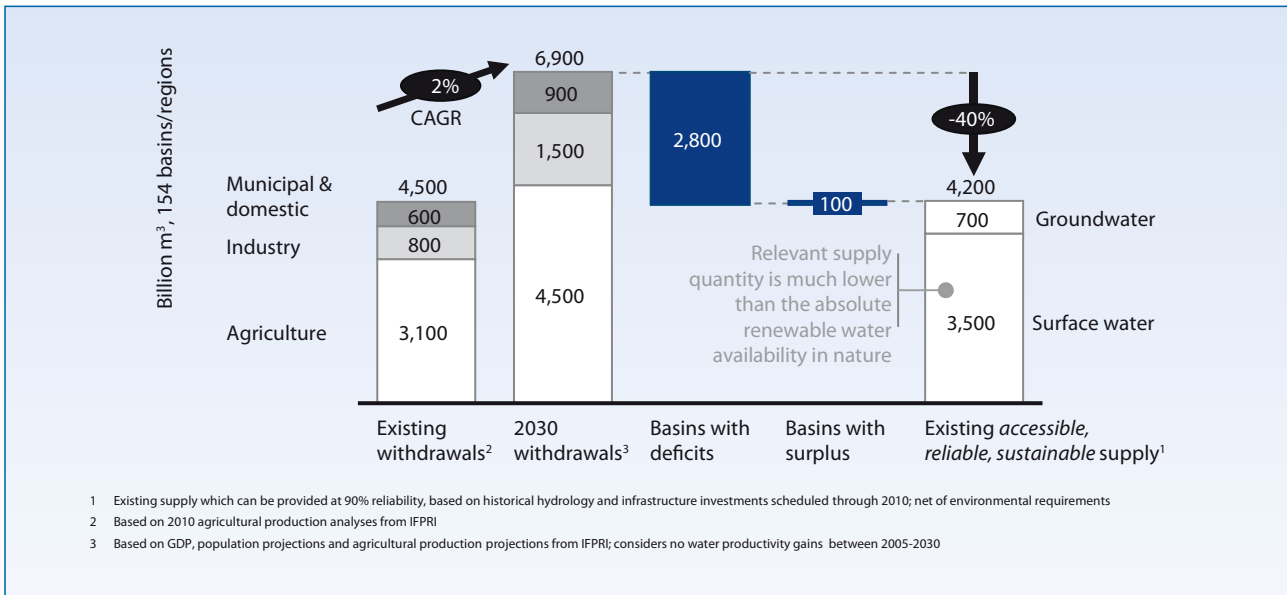 Billion m³, 154 basins/regions
2%
CAGR
Municipal &
domestic
Industry
Agriculture
4,500
600
800
3,100
6,900
900
1,500
4,500
2,800
100
-40%
4,200
700
3,500
Groundwater
Surface water
Relevant supply
quantity is much lower
than the absolute
renewable water
availability in nature
Existing
withdrawals²
2030
withdrawals³
Basins with
deficits
Basins with
surplus
Existing accessible,
reliable, sustainable supply¹
1 Existing supply which can be provided at 90% reliability, based on historical hydrology and infrastructure investments scheduled through 2010; net of environmental requirements
2 Based on 2010 agricultural production analyses from IFPRI
3 Based on GDP, population projections and agricultural production projections from IFPRI; considers no water productivity gains between 2005-2030